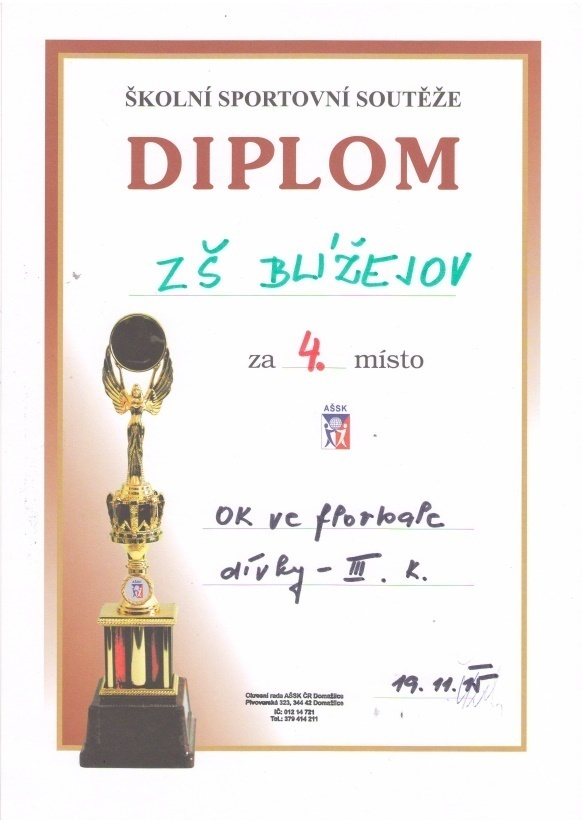 ŠKOLNÍ SPORTOVNÍ SOUTĚŽE
DIPLOM
ZŠ BLÍŽEJOV
za 4. místo
AŠSK
OK ve florbale
dívky - III. k.
19. 11. 15
Okresní rada AŠSK ČR Domažlice
Pivovarská 323, 344 42 Domažlice
IČ: 012 14 721
Tel.: 379 414 211